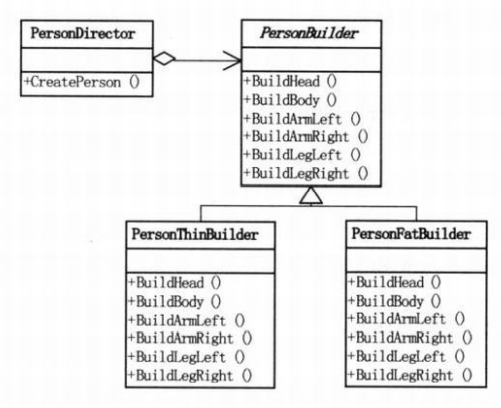 PersonDirector
+CreatePerson ()
PersonBuilder
+BuildHead ()
+BuildBody ()
+BuildArmLeft ()
+BuildArmRight ()
+BuildLegLeft ()
+BuildLegRight ()
PersonThinBuilder
+BuildHead ()
+BuildBody ()
+BuildArmLeft ()
+BuildArmRight ()
+BuildLegLeft ()
+BuildLegRight ()
PersonFatBuilder
+BuildHead ()
+BuildBody ()
+BuildArmLeft ()
+BuildArmRight ()
+BuildLegLeft ()
+BuildLegRight ()